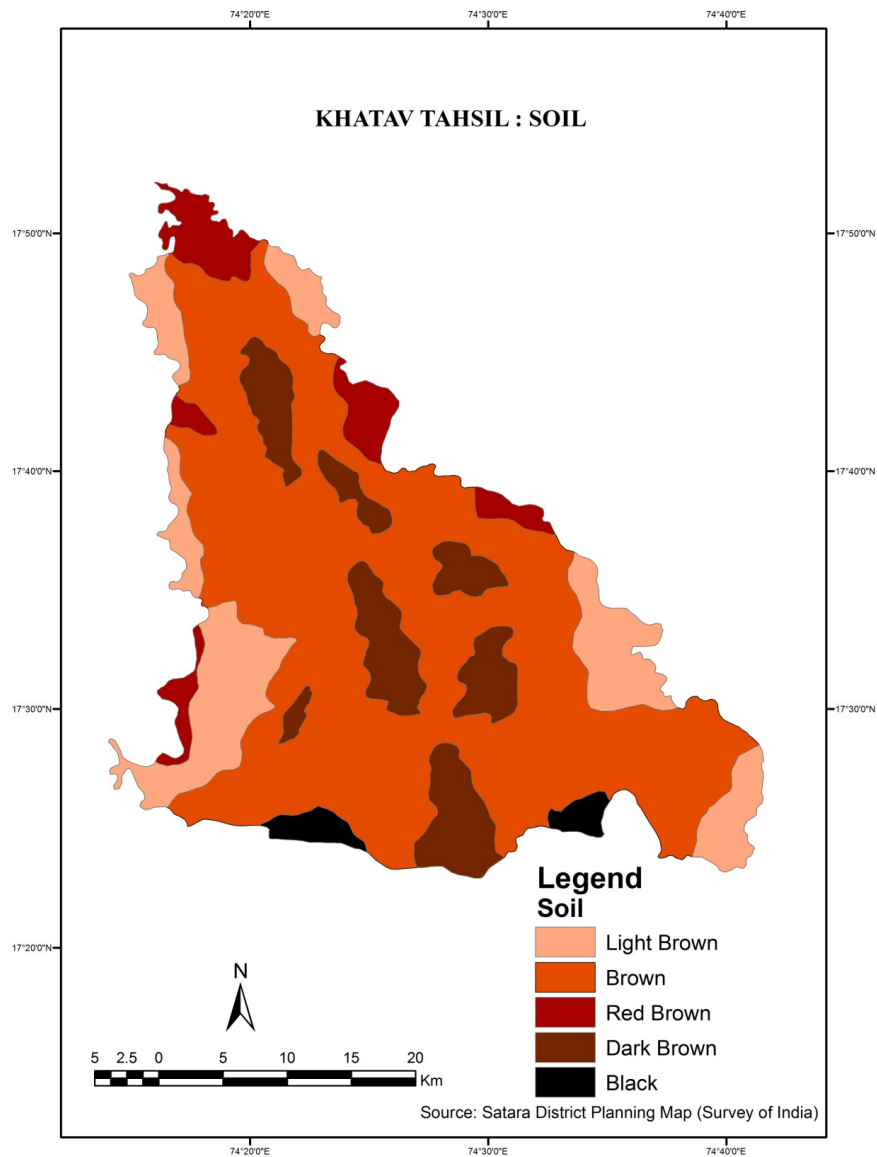 74°20'0"E 74°30'0"E 74°40'0"E
KHATAV TAHSIL : SOIL
17°50'0"N 17°50'0"N
17°40'0"N 17°40'0"N
17°30'0"N 17°30'0"N
Legend
Soil
Light Brown
Brown
Red Brown
Dark Brown
Black
17°20'0"N 17°20'0"N
N
5 2.5 0 5 10 15 20
Km
Source: Satara District Planning Map (Survey of India)
74°20'0"E 74°30'0"E 74°40'0"E